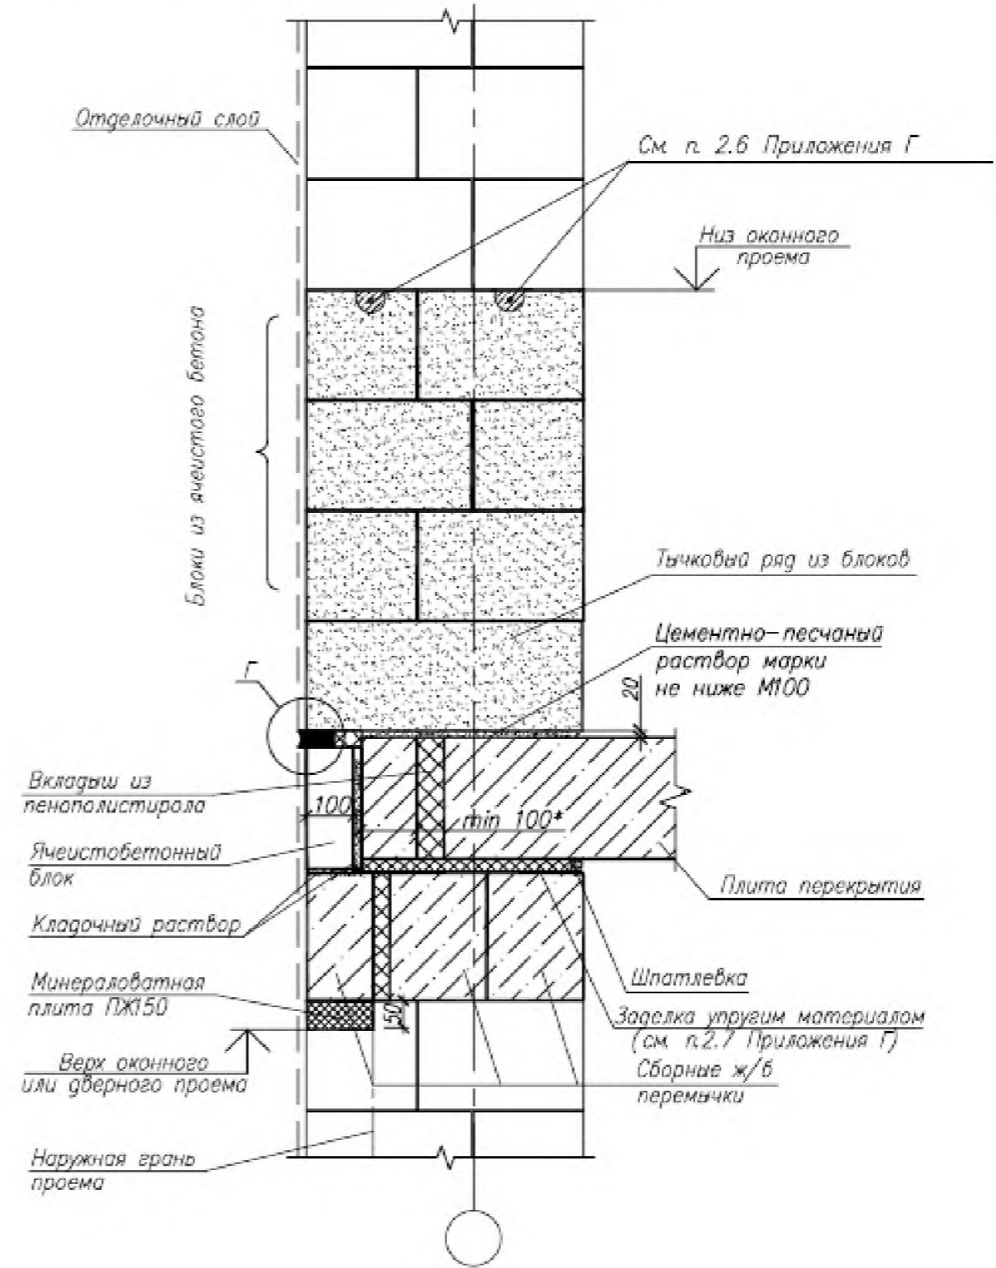 Отделочный слой
См. п. 2.6 Приложения Г
Низ оконного
проема
Блоки из ячеистого бетона
Тычковый ряд из блоков
Цементно-песчаный
раствор марки
не ниже М100
20
Г
Вкладыш из
пенополистирола
100
min 100*
Ячеистобетонный
блок
Плита перекрытия
Кладочный раствор
Минераловатная
плита ПЖ150
50
Шпатлевка
Заделка упругим материалом
(см. п.2.7 Приложения Г)
Верх оконного
или дверного проема
Сборные ж/б
перемычки
Наружная грань
проема